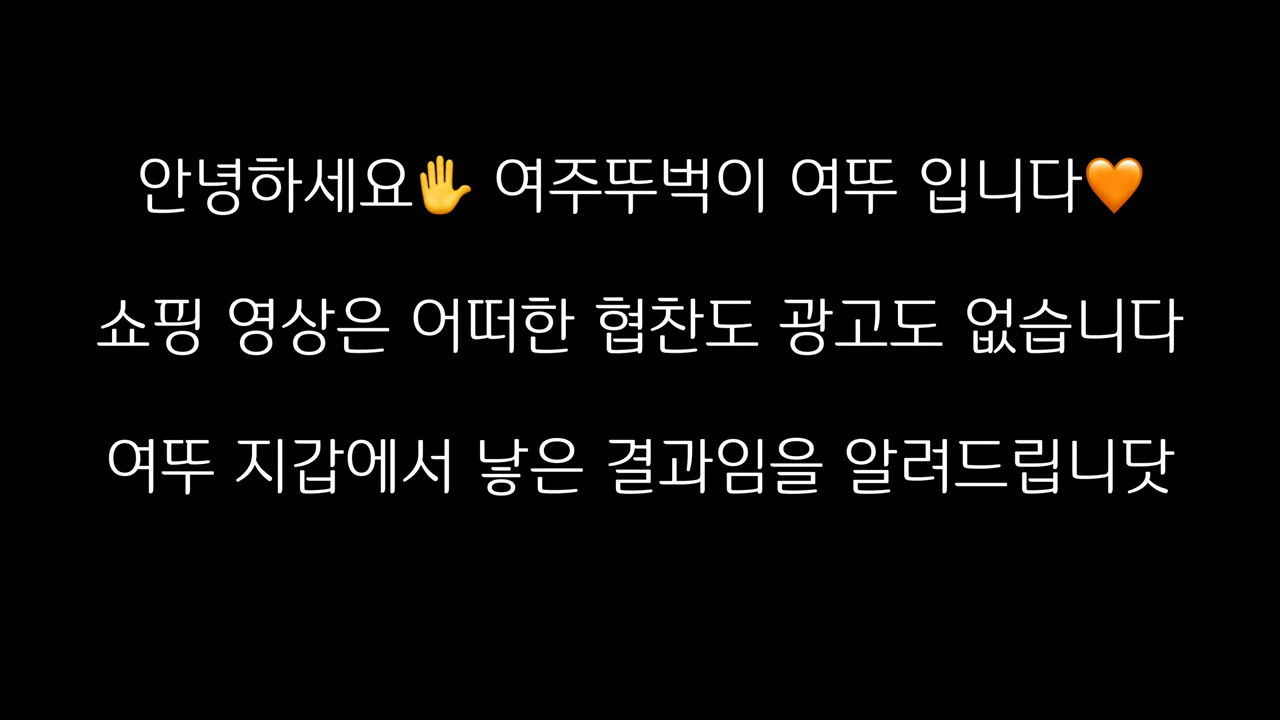 안녕하세요✋ 여주뚜벅이 여뚜 입니다🧡
쇼핑 영상은 어떠한 협찬도 광고도 없습니다
여뚜 지갑에서 낳은 결과임을 알려드립니닷